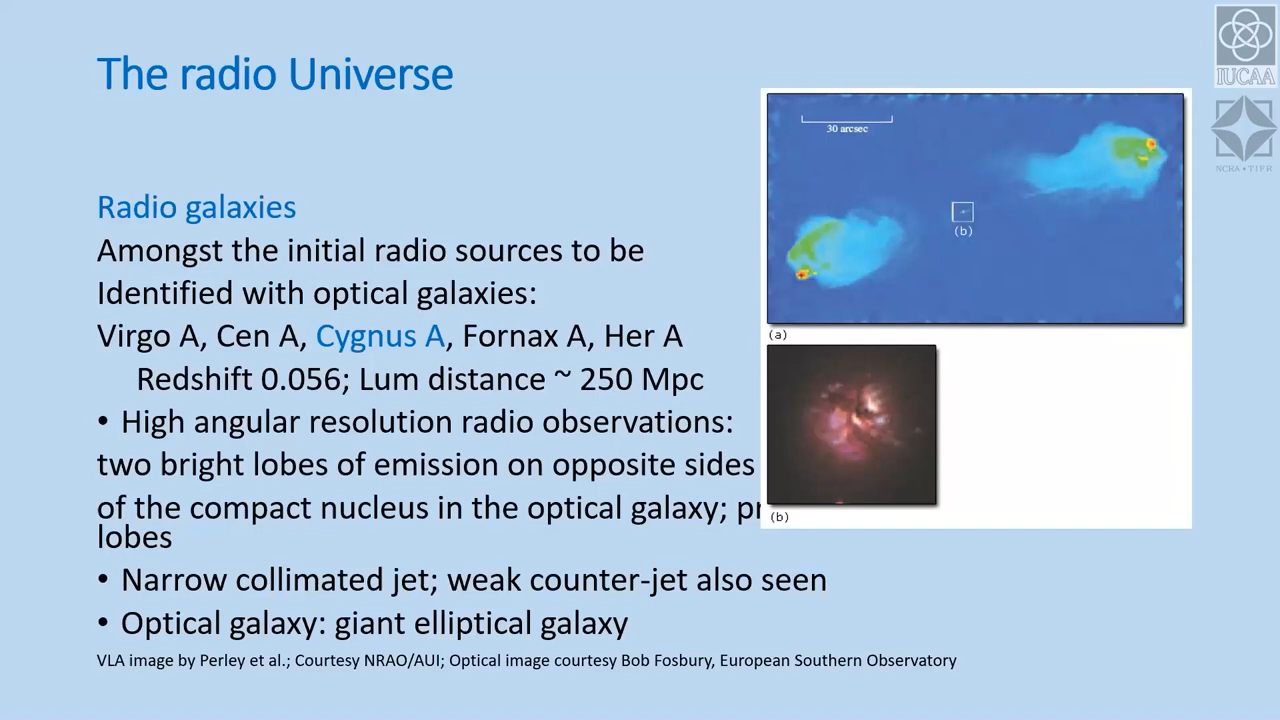 The radio Universe
IUCAA
NCRA • TIFR
30 arcsec
(b)
(a)
(b)
Radio galaxies
Amongst the initial radio sources to be
Identified with optical galaxies:
Virgo A, Cen A, Cygnus A, Fornax A, Her A
Redshift 0.056; Lum distance ~ 250 Mpc
• High angular resolution radio observations:
two bright lobes of emission on opposite sides
of the compact nucleus in the optical galaxy;
lobes
• Narrow collimated jet; weak counter-jet also seen
• Optical galaxy: giant elliptical galaxy
VLA image by Perley et al.; Courtesy NRAO/AUI; Optical image courtesy Bob Fosbury, European Southern Observatory